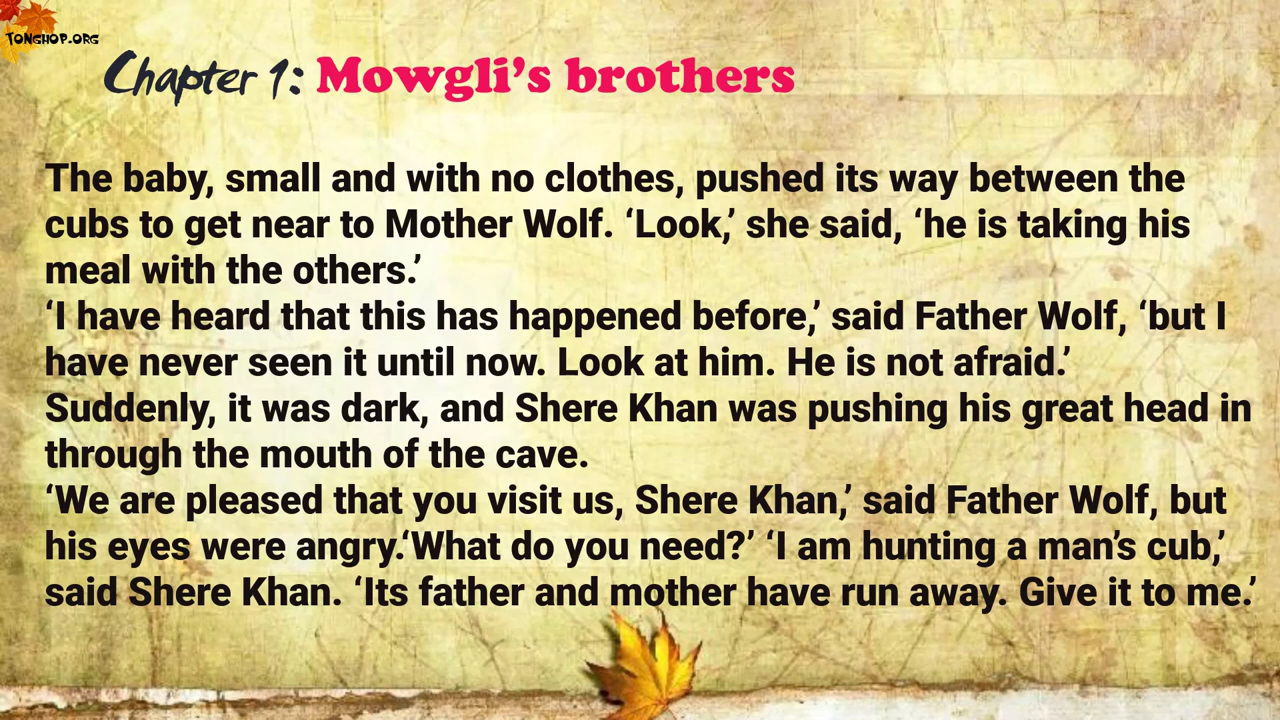 TONGHOP.ORG
Chapter 1: Mowgli’s brothers
The baby, small and with no clothes, pushed its way between the
cubs to get near to Mother Wolf. ‘Look,’ she said, ‘he is taking his
meal with the others.’
‘I have heard that this has happened before,’ said Father Wolf, ‘but I
have never seen it until now. Look at him. He is not afraid.’
Suddenly, it was dark, and Shere Khan was pushing his great head in
through the mouth of the cave.
‘We are pleased that you visit us, Shere Khan,’ said Father Wolf, but
his eyes were angry.‘What do you need?’ ‘I am hunting a man’s cub,’
said Shere Khan. ‘Its father and mother have run away. Give it to me.’